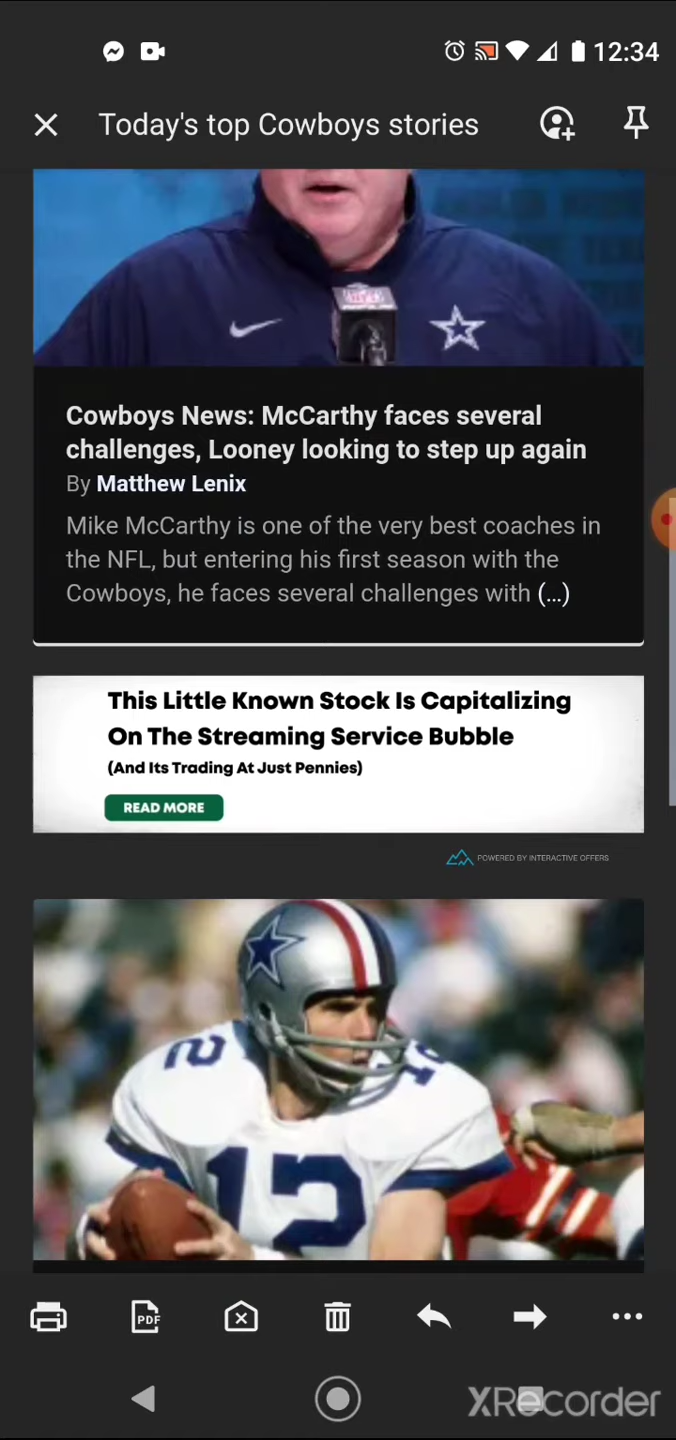 12:34
Today's top Cowboys stories
NFL
Cowboys News: McCarthy faces several
challenges, Looney looking to step up again
By Matthew Lenix
Mike McCarthy is one of the very best coaches in
the NFL, but entering his first season with the
Cowboys, he faces several challenges with (...)
This Little Known Stock Is Capitalizing
On The Streaming Service Bubble
(And Its Trading At Just Pennies)
READ MORE
POWERED BY INTERACTIVE OFFERS
12
12
12
PDF
XRecorder